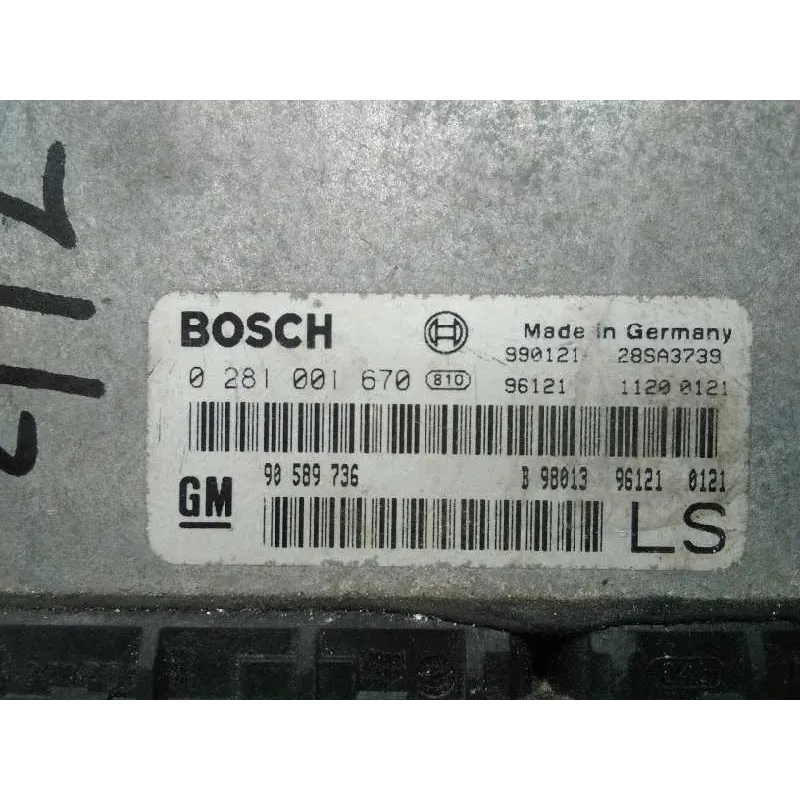 BOSCH Made in Germany
990121 28SA3739
0 281 001 670 810 96121 1120 0121
90 589 736 B 98013 96121 0121
GM LS